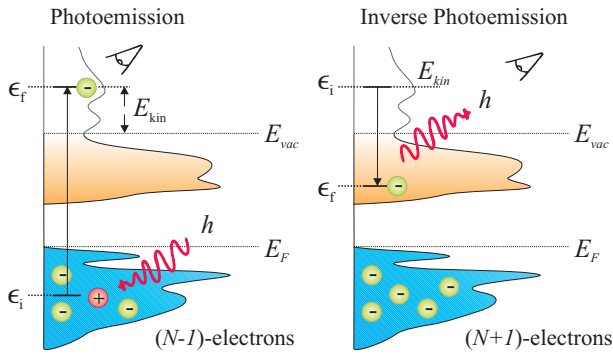 Photoemission
ϵf
-
Ekin
Evac
h
EF
-
-
ϵi
+
-
-
(N-1)-electrons
Inverse Photoemission
ϵi
Ekin
h
Evac
ϵf
-
EF
-
-
-
-
-
-
(N+1)-electrons